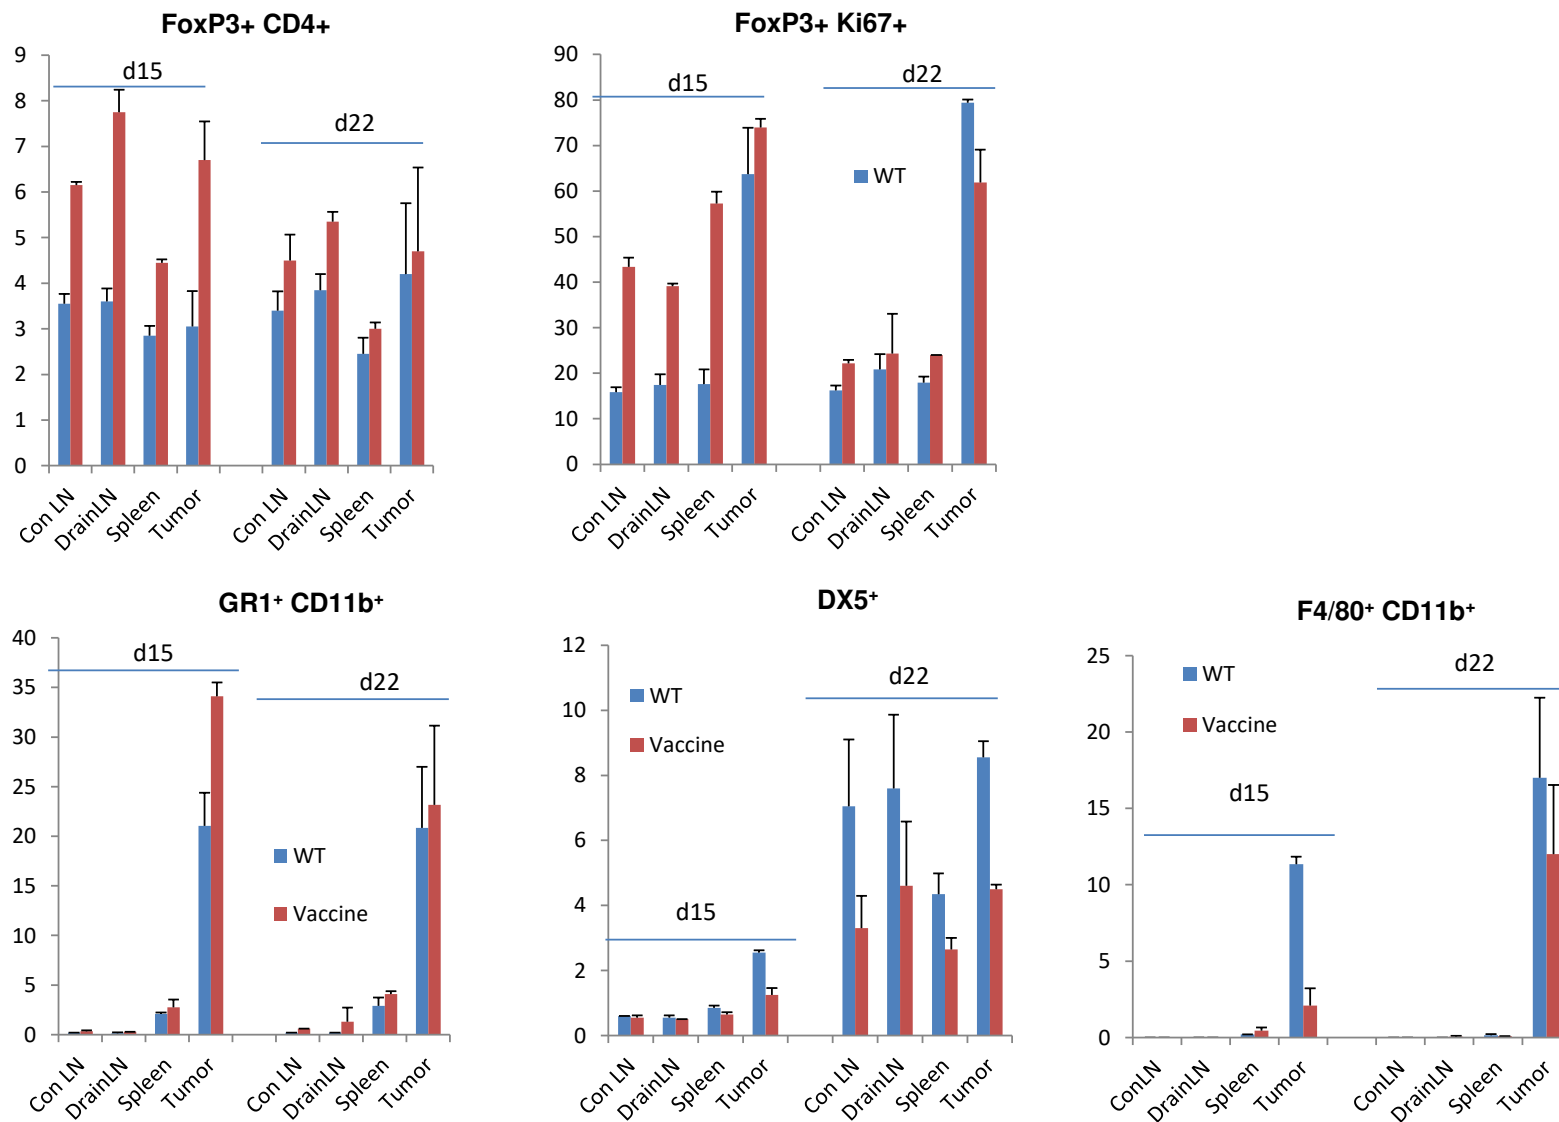 FoxP3+ CD4+
9
8
7
6
5
4
3
2
1
0
d15
d22
Con LN
DrainLN
Spleen
Tumor
Con LN
DrainLN
Spleen
Tumor
FoxP3+ Ki67+
90
80
70
60
50
40
30
20
10
0
d15
d22
WT
Con LN
DrainLN
Spleen
Tumor
Con LN
DrainLN
Spleen
Tumor
GR1⁺ CD11b⁺
40
35
30
25
20
15
10
5
0
d15
d22
WT
Vaccine
Con LN
DrainLN
Spleen
Tumor
Con LN
DrainLN
Spleen
Tumor
DX5⁺
12
10
8
6
4
2
0
WT
Vaccine
d15
d22
Con LN
DrainLN
Spleen
Tumor
Con LN
DrainLN
Spleen
Tumor
F4/80⁺ CD11b⁺
25
20
15
10
5
0
WT
Vaccine
d15
d22
ConLN
DrainLN
Spleen
Tumor
ConLN
DrainLN
Spleen
Tumor